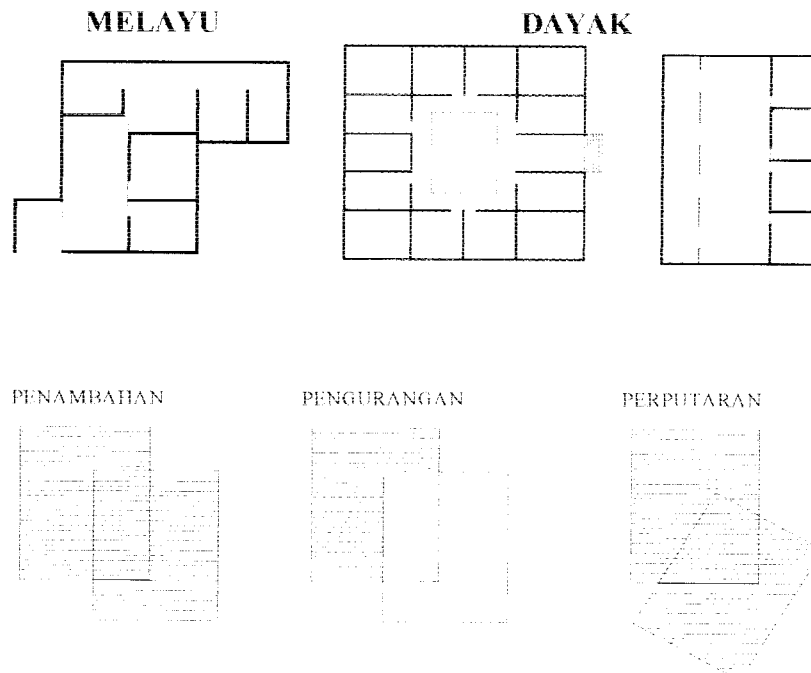 MELAYU
DAYAK
PENAMBAHAN
PENGURANGAN
PERPUTARAN